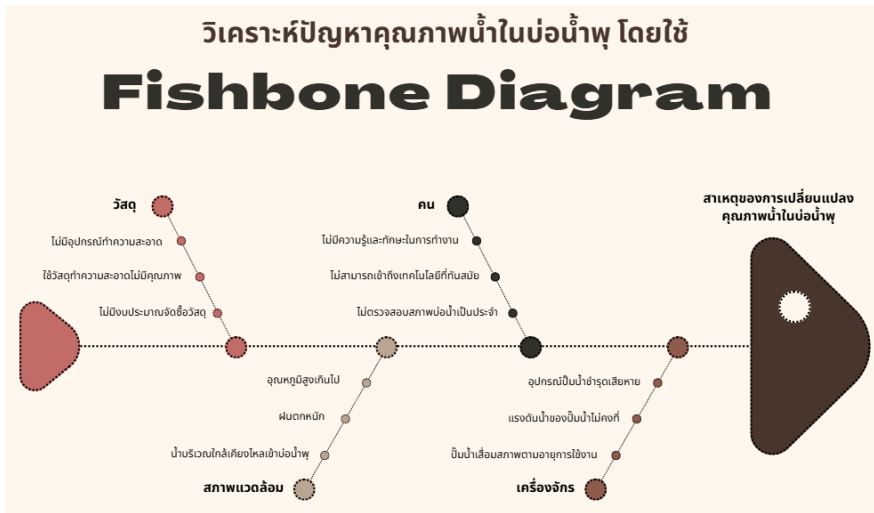 วิเคราะห์ปัญหาคุณภาพน้ำในบ่อน้ำพุ โดยใช้
Fishbone Diagram
วัสดุ
ไม่มีอุปกรณ์ทำความสะอาด
ใช้วัสดุทำความสะอาดไม่มีคุณภาพ
ไม่มีงบประมาณจัดซื้อวัสดุ
คน
ไม่มีความรู้และทักษะในการทำงาน
ไม่สามารถเข้าถึงเทคโนโลยีที่ทันสมัย
ไม่ตรวจสอบสภาพบ่อน้ำเป็นประจำ
สาเหตุของการเปลี่ยนแปลง
คุณภาพน้ำในบ่อน้ำพุ
อุณหภูมิสูงเกินไป
ฝนตกหนัก
น้ำบริเวณใกล้เคียงไหลเข้าบ่อน้ำพุ
สภาพแวดล้อม
อุปกรณ์ปั๊มน้ำชำรุดเสียหาย
แรงดันน้ำของปั๊มน้ำไม่คงที่
ปั๊มน้ำเสื่อมสภาพตามอายุการใช้งาน
เครื่องจักร